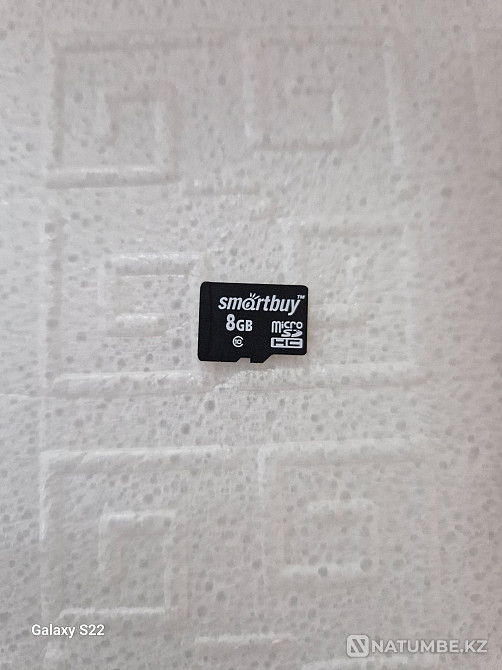 smartbuy™
8GB micro
SD
10 HC
Galaxy S22
NATUMBE.KZ